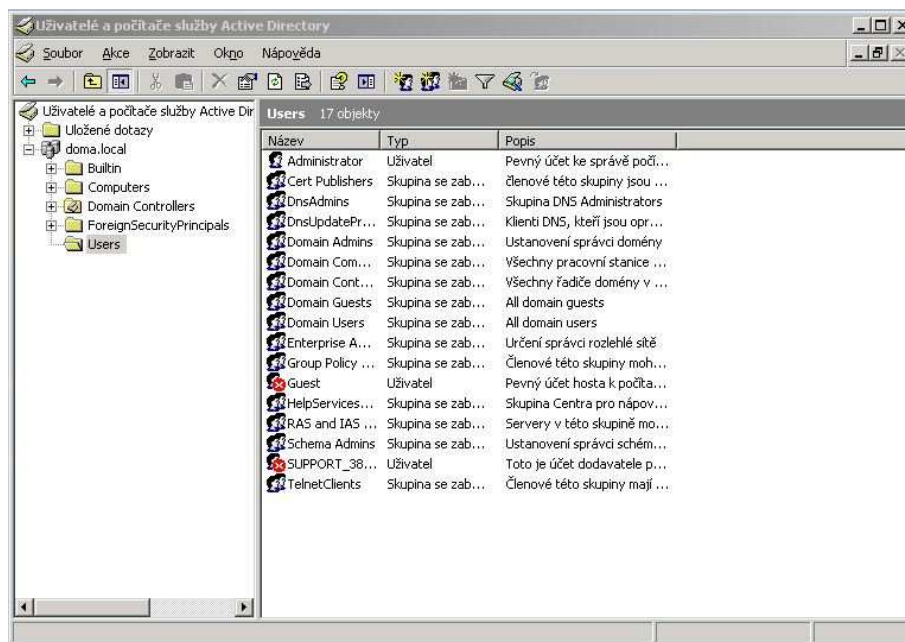 Uživatelé a počítače služby Active Directory
Soubor Akce Zobrazit Okno Nápověda
Uživatelé a počítače služby Active Dir
Uložené dotazy
doma.local
Builtin
Computers
Domain Controllers
ForeignSecurityPrincipals
Users
Users 17 objekty
Název Typ Popis
Administrator Uživatel Pevný účet ke správě počí...
Cert Publishers Skupina se zab... členové této skupiny jsou ...
DnsAdmins Skupina se zab... Skupina DNS Administrators
DnsUpdatePr... Skupina se zab... Klienti DNS, kteří jsou opr...
Domain Admins Skupina se zab... Ustanovení správci domény
Domain Com... Skupina se zab... Všechny pracovní stanice ...
Domain Cont... Skupina se zab... Všechny řadiče domény v ...
Domain Guests Skupina se zab... All domain guests
Domain Users Skupina se zab... All domain users
Enterprise A... Skupina se zab... Určení správci rozlehlé sítě
Group Policy ... Skupina se zab... Členové této skupiny moh...
Guest Uživatel Pevný účet hosta k počíta...
HelpServices... Skupina se zab... Skupina Centra pro nápov...
RAS and IAS ... Skupina se zab... Servery v této skupině mo...
Schema Admins Skupina se zab... Ustanovení správci schém...
SUPPORT_38... Uživatel Toto je účet dodavatele p...
TelnetClients Skupina se zab... Členové této skupiny mají ...